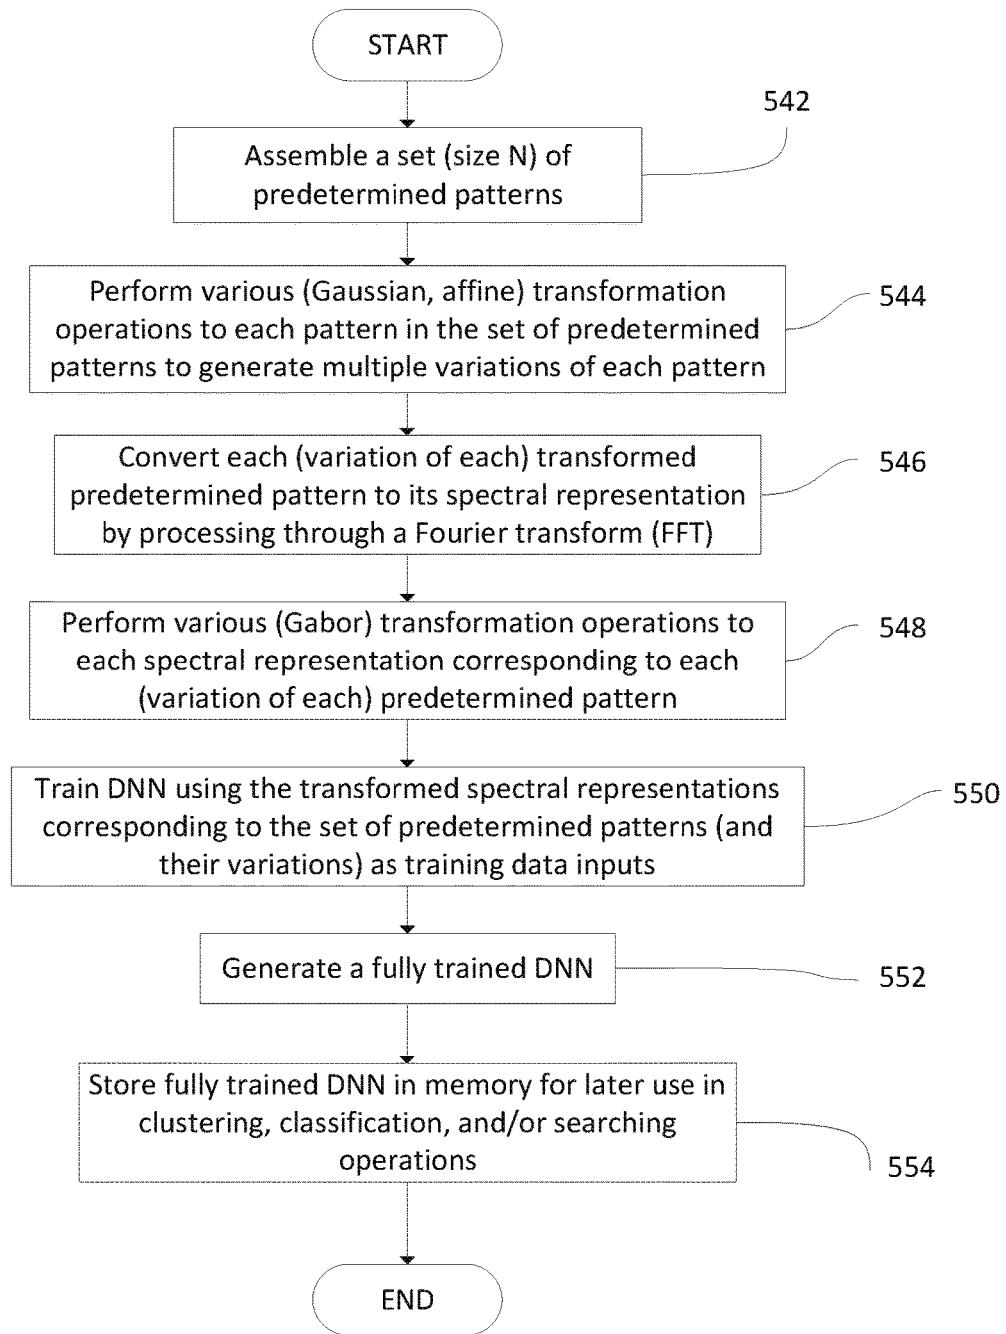 START
542
Assemble a set (size N) of
predetermined patterns
Perform various (Gaussian, affine) transformation
operations to each pattern in the set of predetermined
patterns to generate multiple variations of each pattern
544
Convert each (variation of each) transformed
predetermined pattern to its spectral representation
by processing through a Fourier transform (FFT)
546
Perform various (Gabor) transformation operations to
each spectral representation corresponding to each
(variation of each) predetermined pattern
548
Train DNN using the transformed spectral representations
corresponding to the set of predetermined patterns (and
their variations) as training data inputs
550
Generate a fully trained DNN
552
Store fully trained DNN in memory for later use in
clustering, classification, and/or searching
operations
554
END